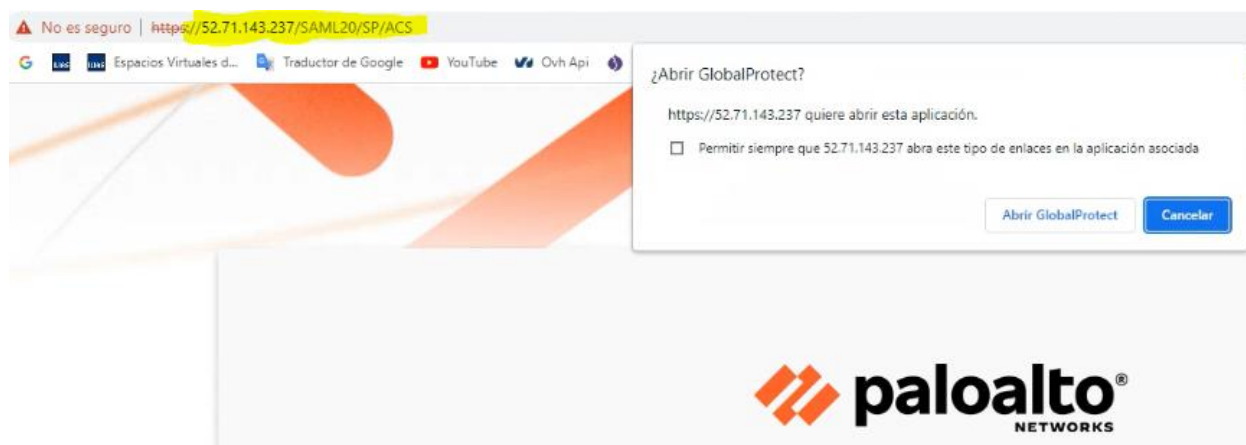 No es seguro | https://52.71.143.237/SAML20/SP/ACS
Espacios Virtuales d... Traductor de Google YouTube Ovh Api
¿Abrir GlobalProtect?
https://52.71.143.237 quiere abrir esta aplicación.
Permitir siempre que 52.71.143.237 abra este tipo de enlaces en la aplicación asociada
Abrir GlobalProtect Cancelar
paloalto®
NETWORKS